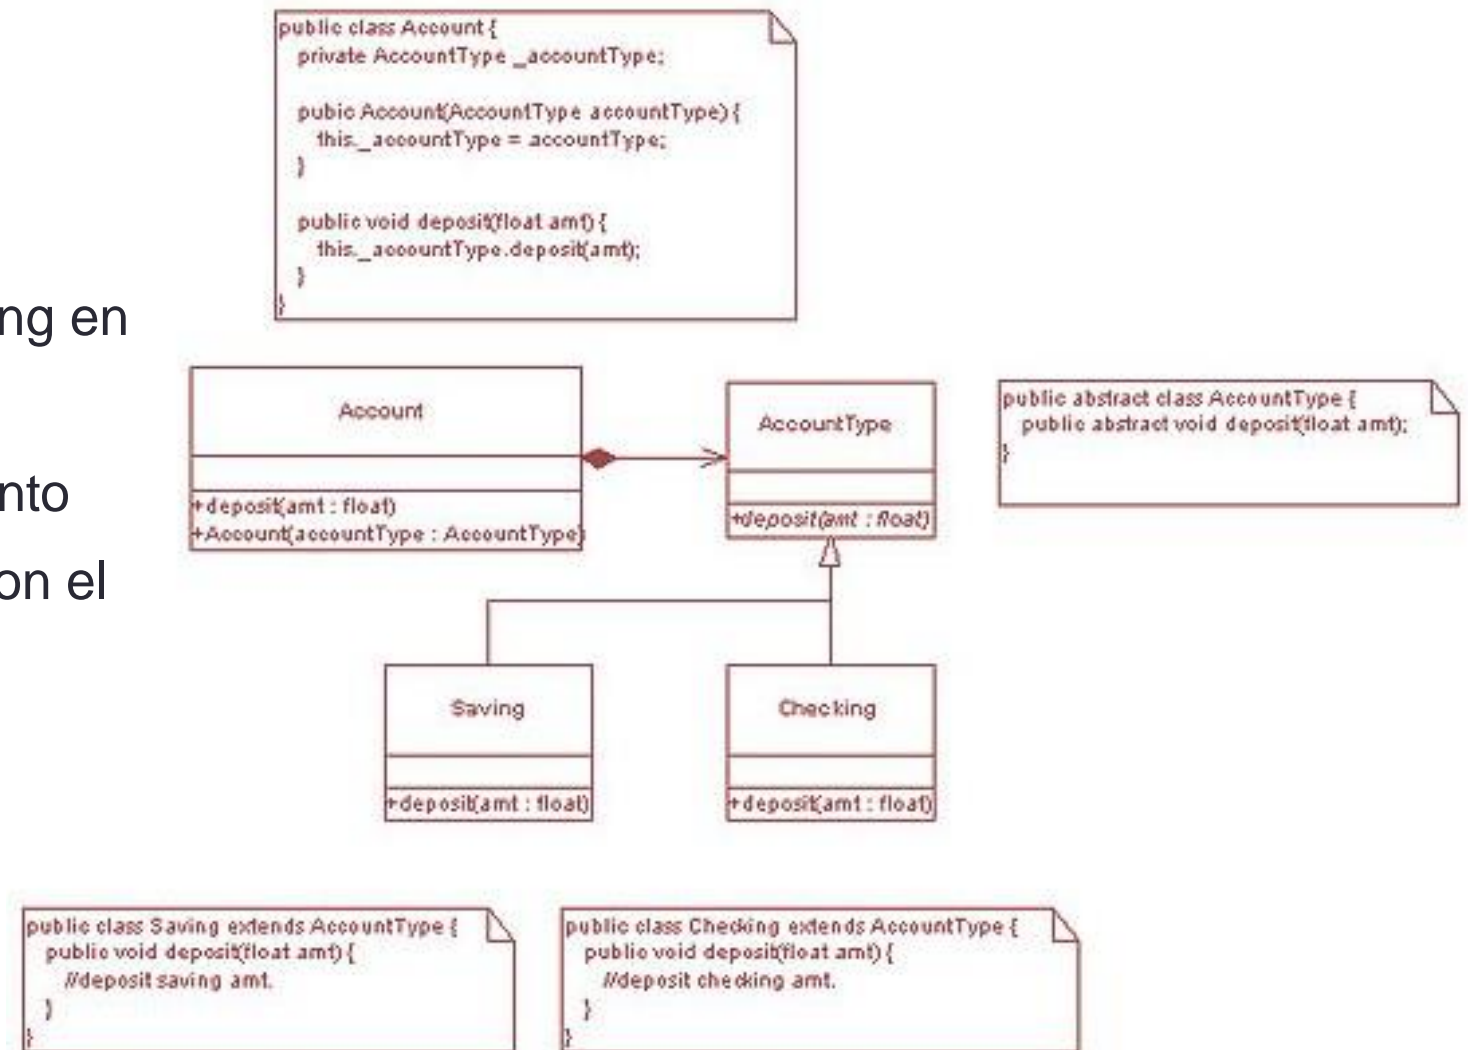 public class Account {
private AccountType _accountType;
pubic Account(AccountType accountType) {
this._accountType = accountType;
}
public void deposit(float amt) {
this._accountType.deposit(amt);
}
}
ng en
nto
on el
Account
+deposit(amt : float)
+Account(accountType : AccountType)
AccountType
+deposit(amt : float)
public abstract class AccountType {
public abstract void deposit(float amt);
}
Saving
+deposit(amt : float)
Checking
+deposit(amt : float)
public class Saving extends AccountType {
public void deposit(float amt) {
//deposit saving amt.
}
}
public class Checking extends AccountType {
public void deposit(float amt) {
//deposit checking amt.
}
}